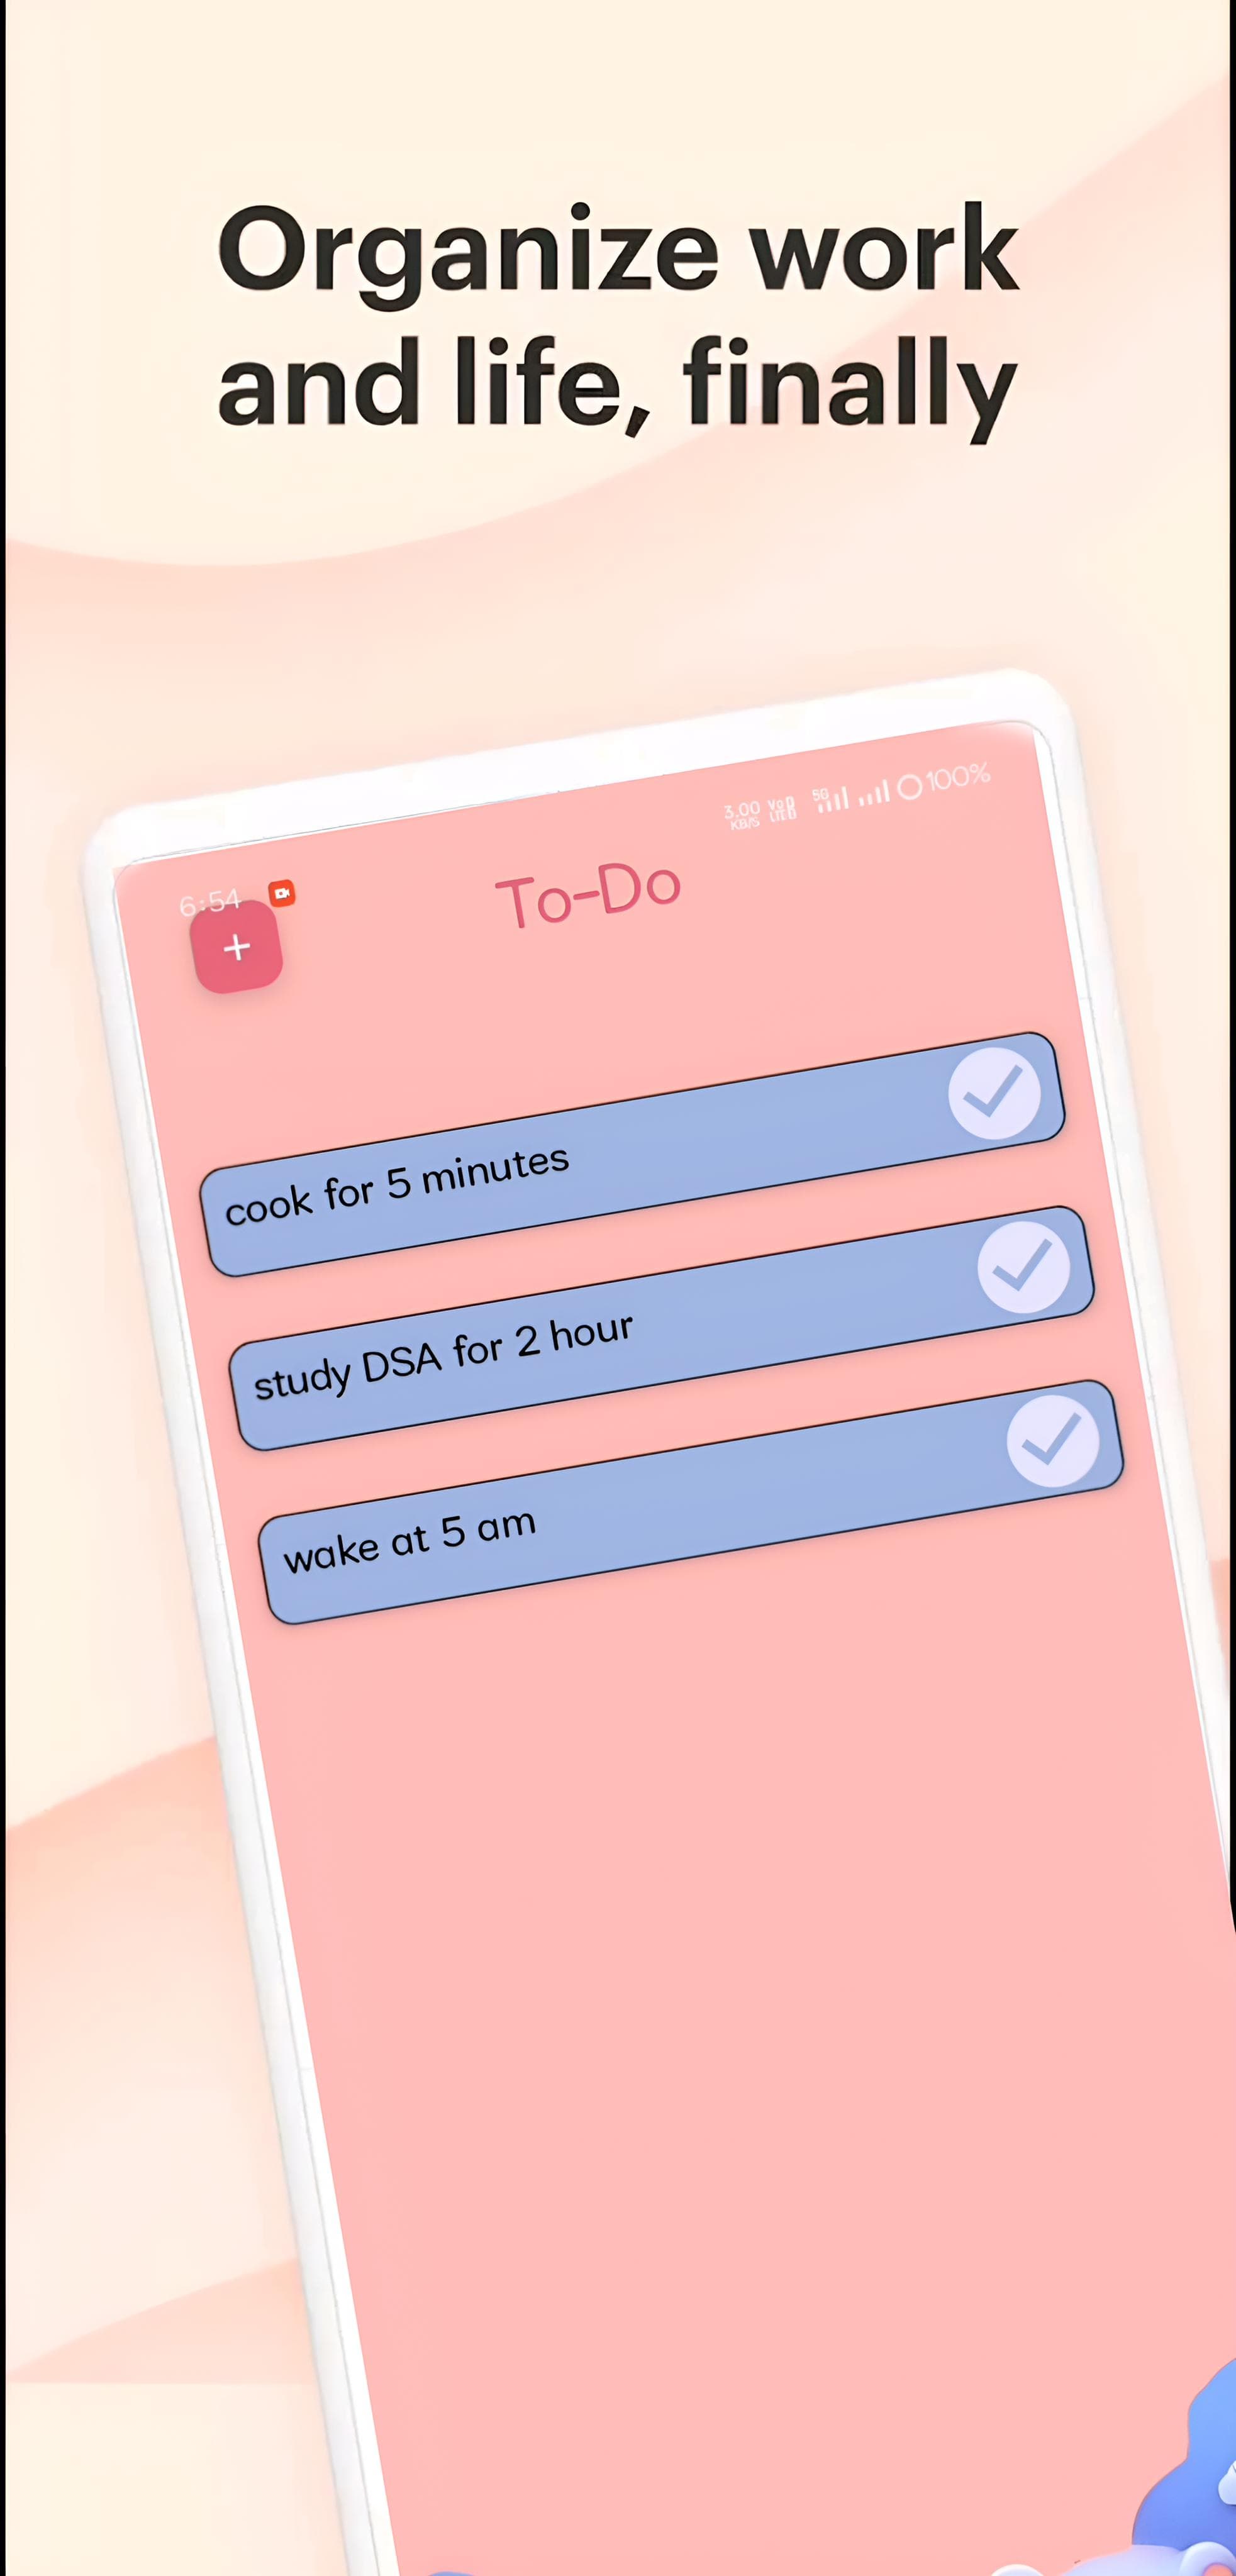 Organize work
and life, finally
6:54
3.00 KB/S
5G
100%
To-Do
+
cook for 5 minutes
study DSA for 2 hour
wake at 5 am